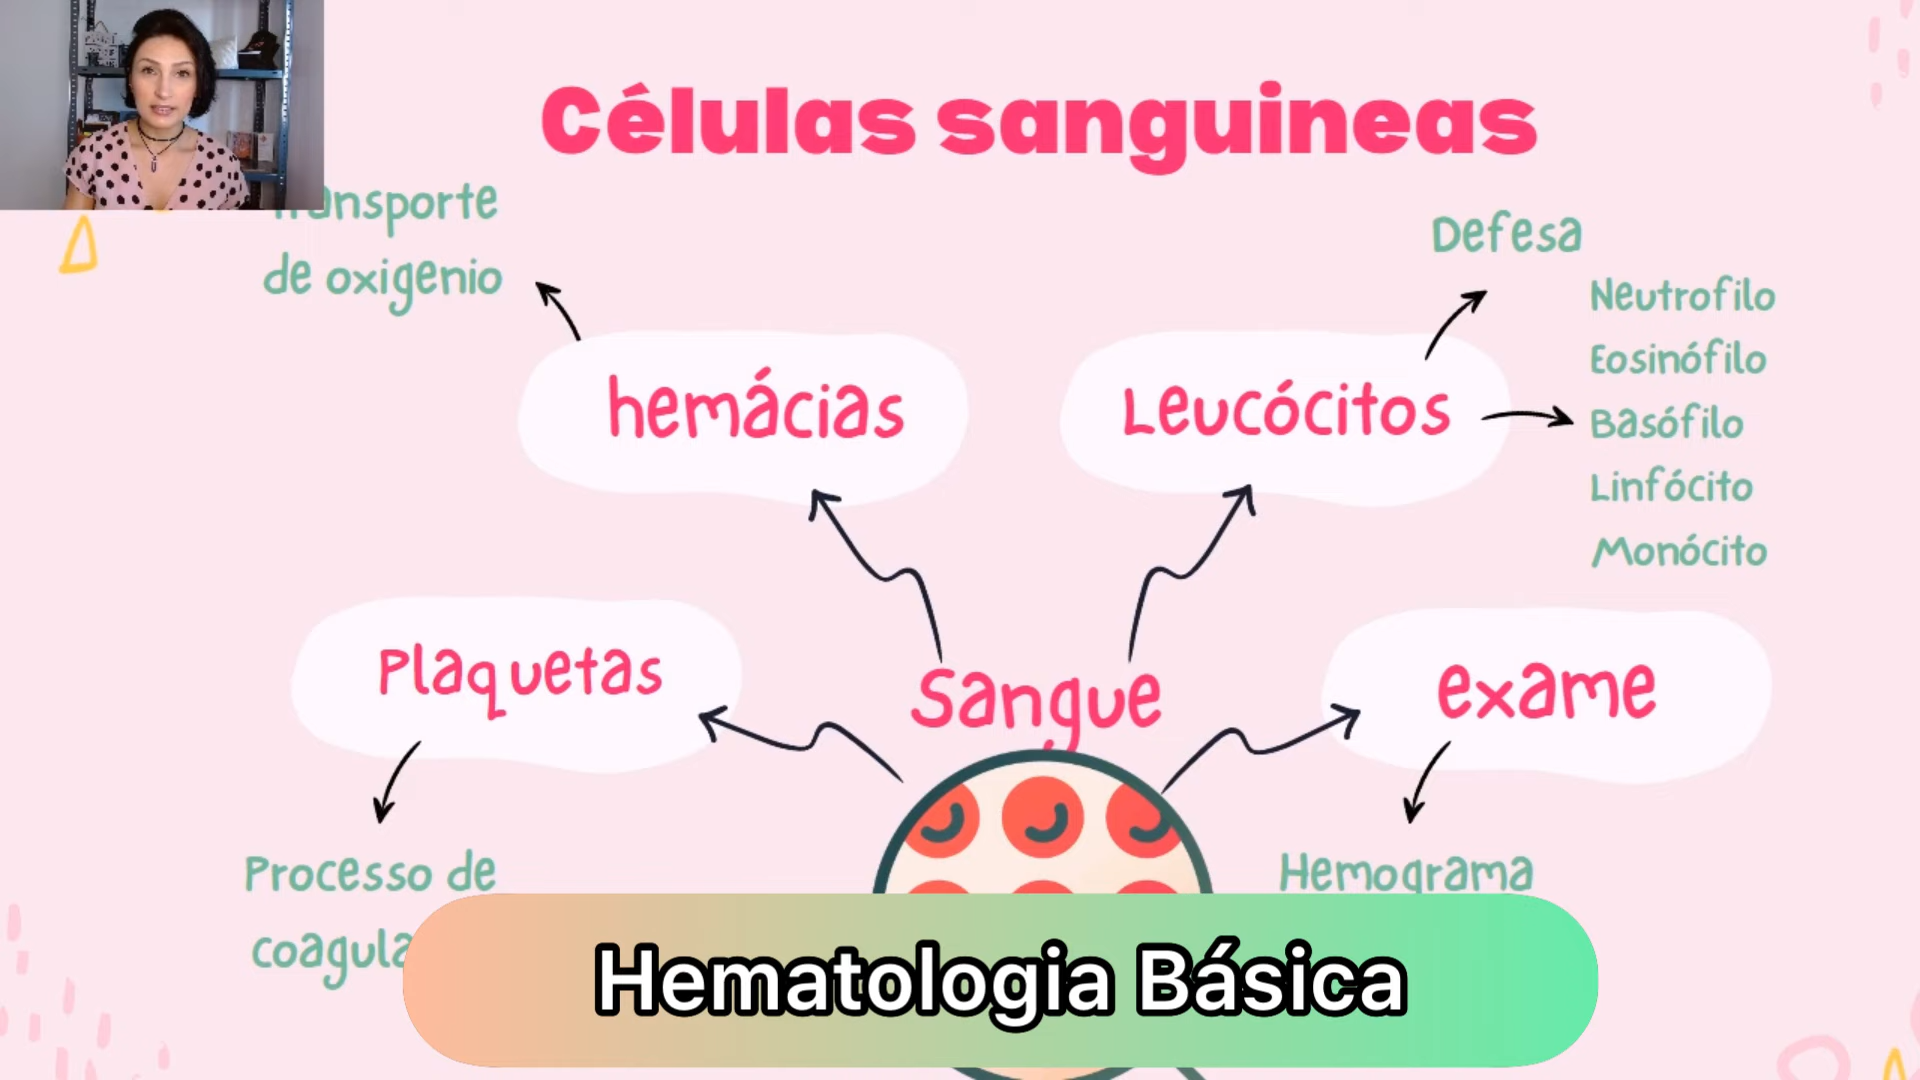 Células sanguineas
de oxigenio
Defesa
Neutrofilo
Eosinófilo
Basófilo
Linfócito
Monócito
hemácias
Leucócitos
Plaquetas
Sangue
exame
Processo de
Hemograma
Hematologia Básica